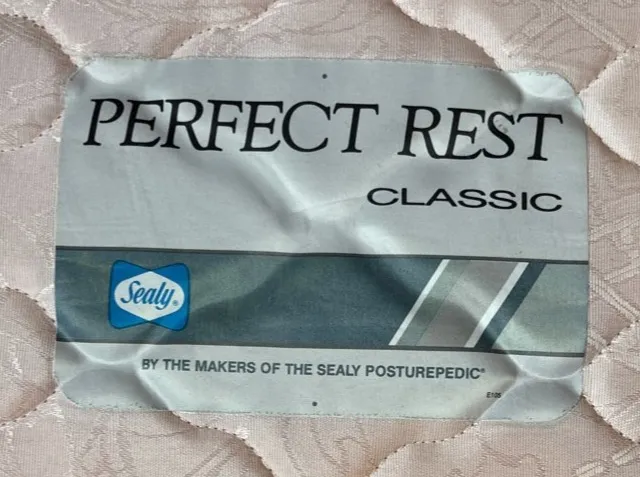 PERFECT REST
CLASSIC
Sealy®
BY THE MAKERS OF THE SEALY POSTUREPEDIC®